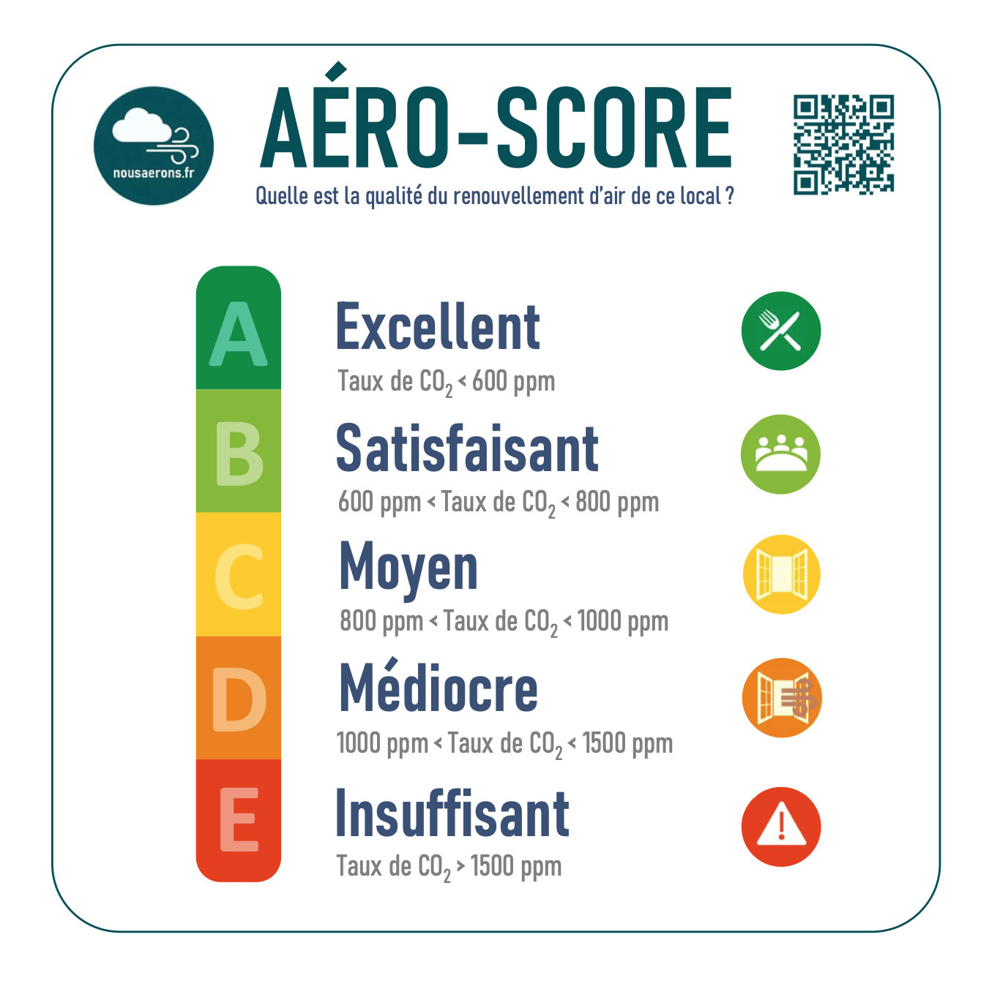 nousaerons.fr
AÉRO-SCORE
Quelle est la qualité du renouvellement d'air de ce local ?
A
Excellent
Taux de CO₂ < 600 ppm
B
Satisfaisant
600 ppm < Taux de CO₂ < 800 ppm
C
Moyen
800 ppm < Taux de CO₂ < 1000 ppm
D
Médiocre
1000 ppm < Taux de CO₂ < 1500 ppm
E
Insuffisant
Taux de CO₂ > 1500 ppm